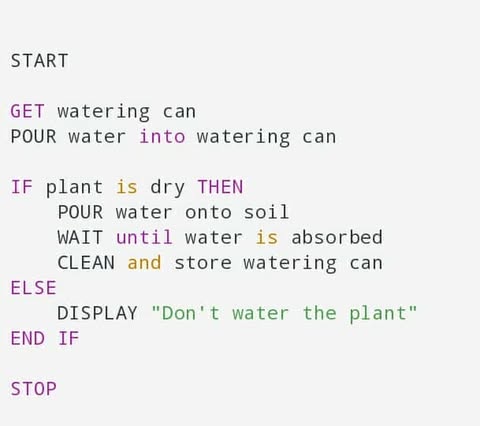 START
GET watering can
POUR water into watering can
IF plant is dry THEN
POUR water onto soil
WAIT until water is absorbed
CLEAN and store watering can
ELSE
DISPLAY "Don't water the plant"
END IF
STOP